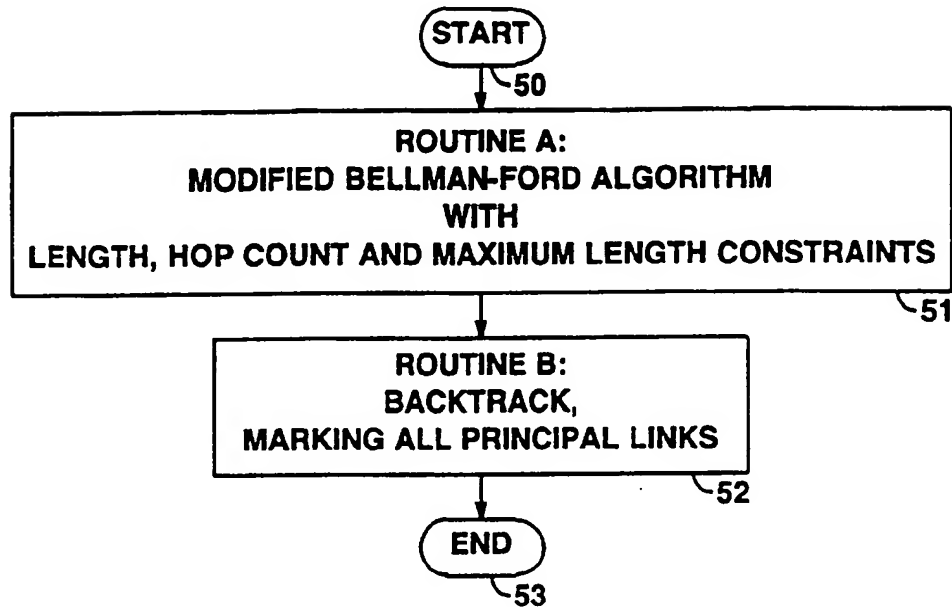 START
50
ROUTINE A:
MODIFIED BELLMAN-FORD ALGORITHM
WITH
LENGTH, HOP COUNT AND MAXIMUM LENGTH CONSTRAINTS
51
ROUTINE B:
BACKTRACK,
MARKING ALL PRINCIPAL LINKS
52
END
53